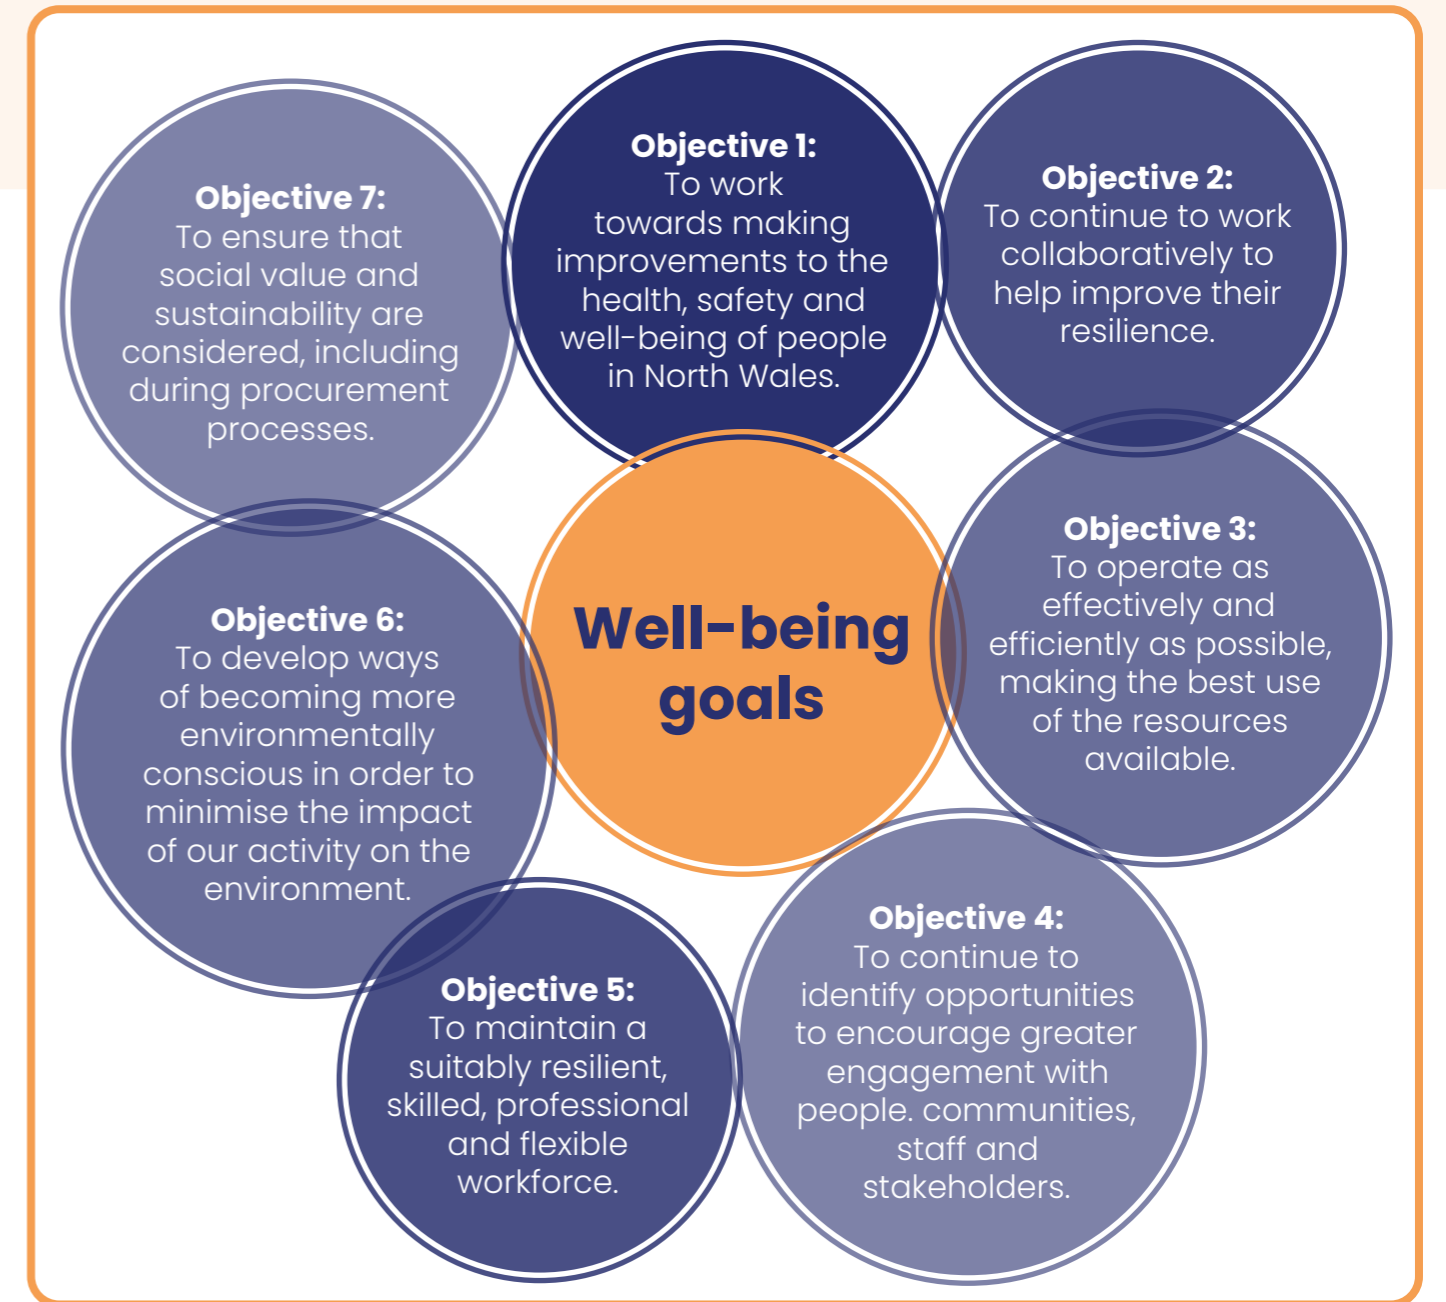 Objective 1:
To work
towards making
improvements to the
health, safety and
well-being of people
in North Wales.
Objective 2:
To continue to work
collaboratively to
help improve their
resilience.
Objective 3:
To operate as
effectively and
efficiently as possible,
making the best use
of the resources
available.
Objective 4:
To continue to
identify opportunities
to encourage greater
engagement with
people. communities,
staff and
stakeholders.
Objective 5:
To maintain a
suitably resilient,
skilled, professional
and flexible
workforce.
Objective 6:
To develop ways
of becoming more
environmentally
conscious in order to
minimise the impact
of our activity on the
environment.
Objective 7:
To ensure that
social value and
sustainability are
considered, including
during procurement
processes.
Well-being
goals